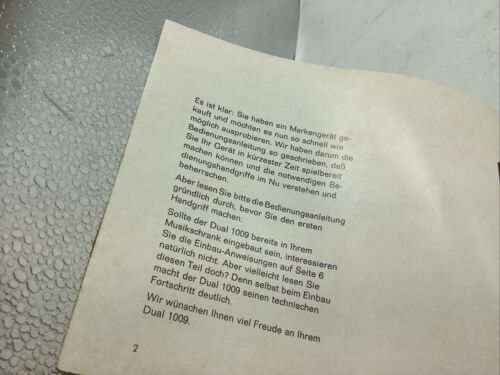 Es ist klar: Sie haben ein Markengerät ge-
kauft und möchten es nun so schnell wie
möglich ausprobieren. Wir haben darum die
Bedienungsanleitung so geschrieben, daß
Sie Ihr Gerät in kürzester Zeit spielbereit
machen können und die notwendigen Be-
dienungshandgriffe im Nu verstehen und
beherrschen.
Aber lesen Sie bitte die Bedienungsanleitung
gründlich durch, bevor Sie den ersten
Handgriff machen.
Sollte der Dual 1009 bereits in Ihrem
Musikschrank eingebaut sein, interessieren
Sie die Einbau-Anweisungen auf Seite 6
natürlich nicht. Aber vielleicht lesen Sie
diesen Teil doch? Denn selbst beim Einbau
macht der Dual 1009 seinen technischen
Fortschritt deutlich.
Wir wünschen Ihnen viel Freude an Ihrem
Dual 1009.
2